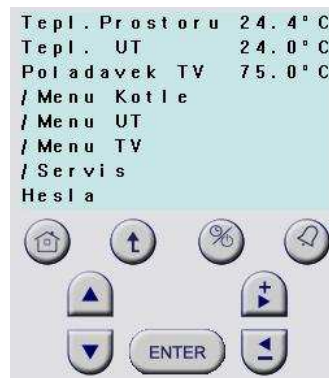 Tepl.Prostoru 24.4°C
Tepl. UT 24.0°C
Poladavek TV 75.0°C
/Menu Kotle
/Menu UT
/Menu TV
/Servis
Hesla
ENTER